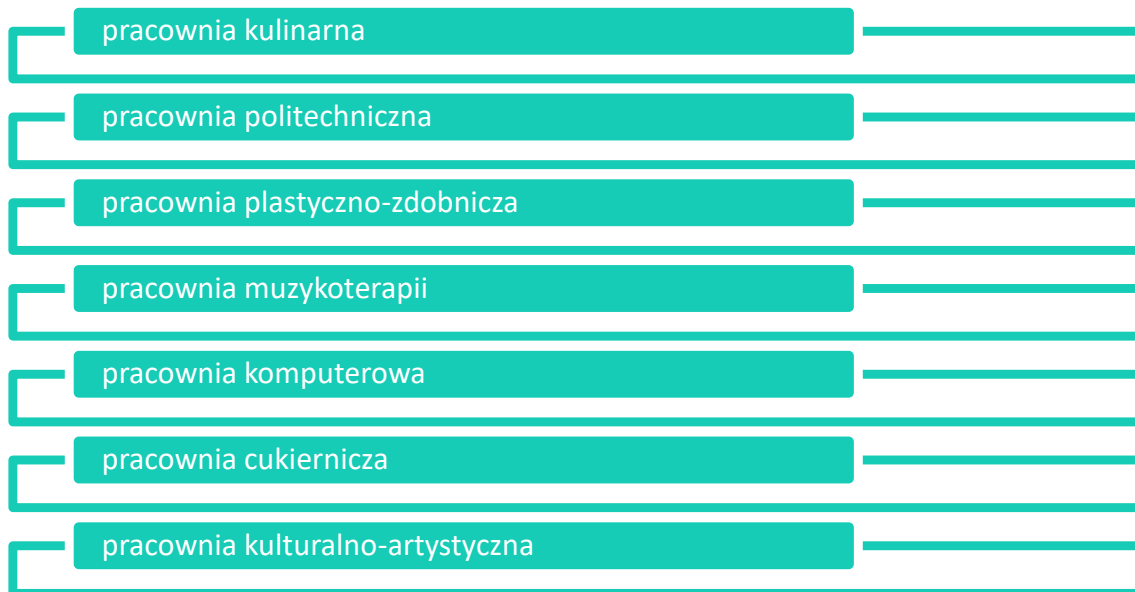 pracownia kulinarna
pracownia politechniczna
pracownia plastyczno-zdobnicza
pracownia muzykoterapii
pracownia komputerowa
pracownia cukiernicza
pracownia kulturalno-artystyczna